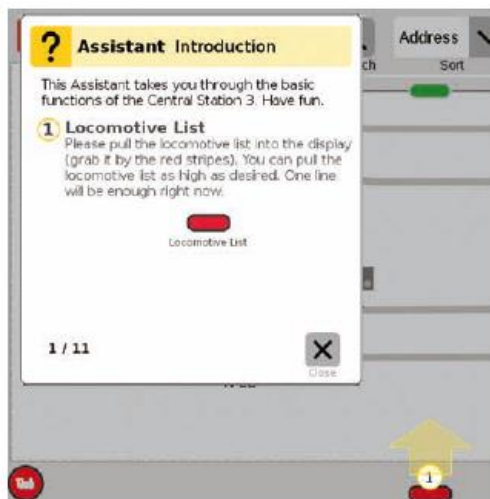 ? Assistant Introduction
Address
ch
Sort
This Assistant takes you through the basic
functions of the Central Station 3. Have fun.
1 Locomotive List
Please pull the locomotive list into the display
(grab it by the red stripes). You can pull the
locomotive list as high as desired. One line
will be enough right now.
Locomotive List
1 / 11
Close
1